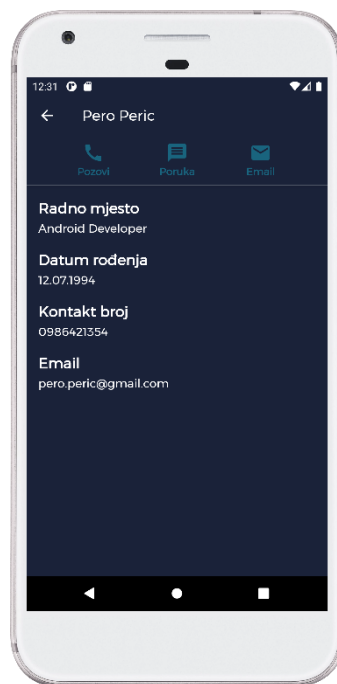 12:31
Pero Peric
Pozovi Poruka Email
Radno mjesto
Android Developer
Datum rođenja
12.07.1994
Kontakt broj
0986421354
Email
pero.peric@gmail.com